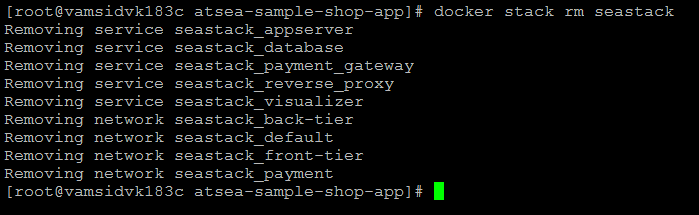 [root@vamsidvk183c atsea-sample-shop-app]# docker stack rm seastack
Removing service seastack_appserver
Removing service seastack_database
Removing service seastack_payment_gateway
Removing service seastack_reverse_proxy
Removing service seastack_visualizer
Removing network seastack_back-tier
Removing network seastack_default
Removing network seastack_front-tier
Removing network seastack_payment
[root@vamsidvk183c atsea-sample-shop-app]#